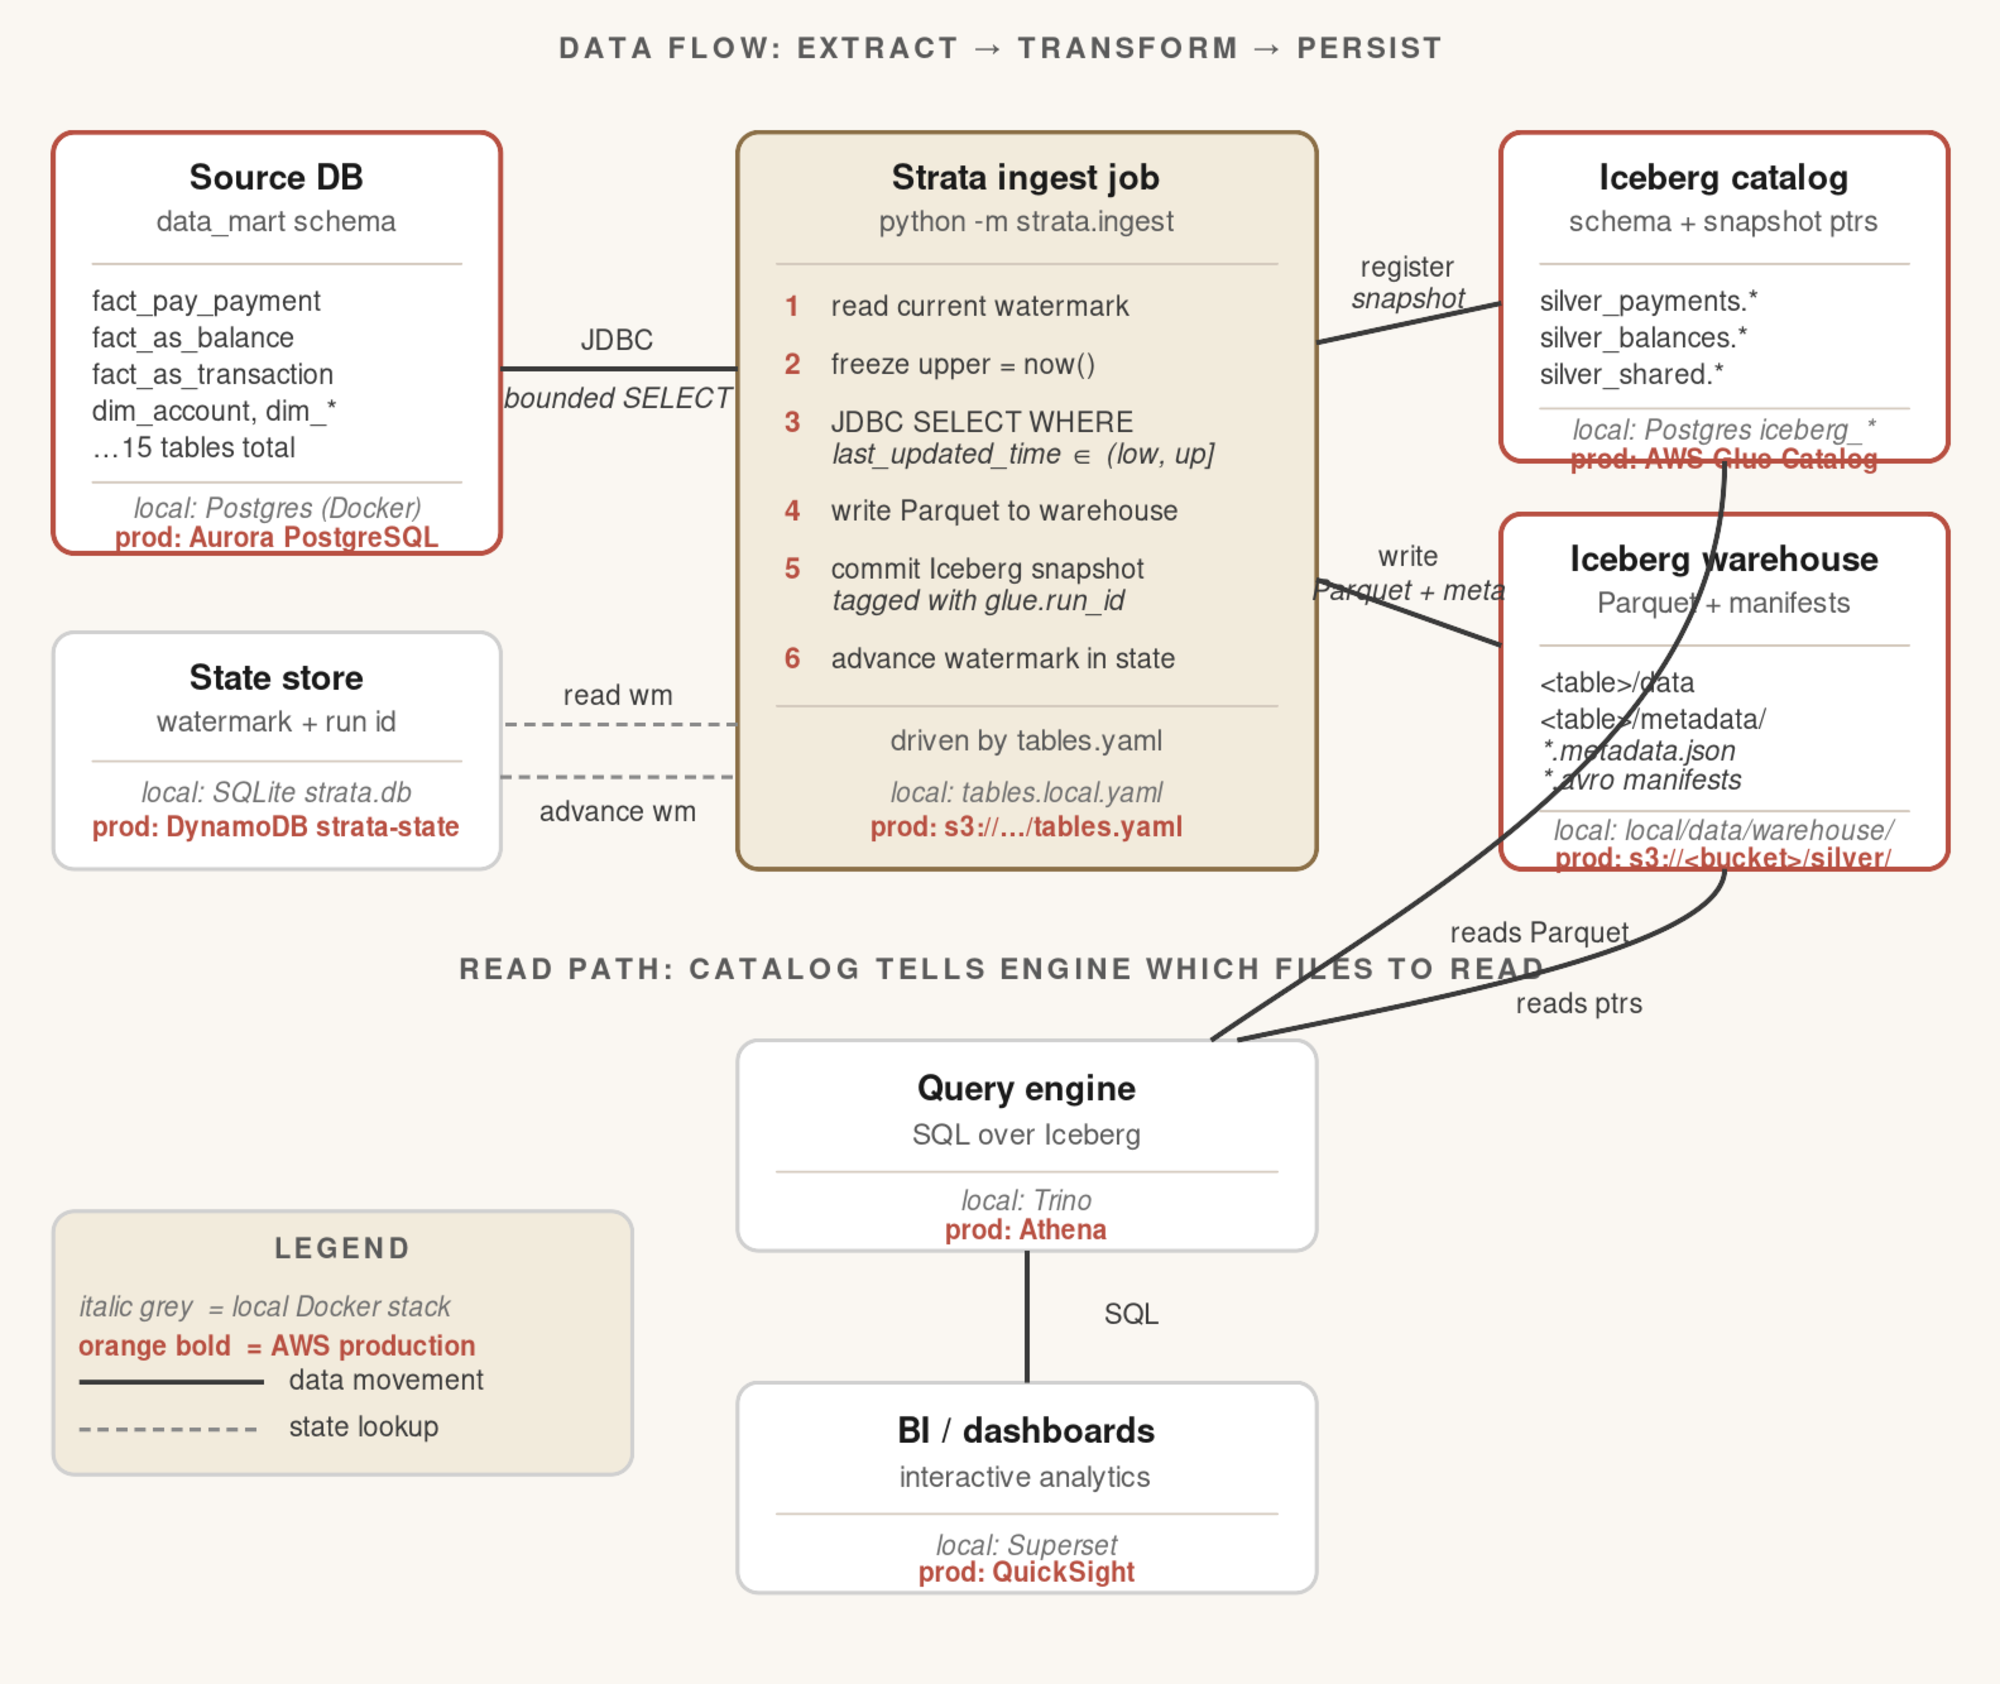 DATA FLOW: EXTRACT → TRANSFORM → PERSIST
Source DB
data_mart schema
fact_pay_payment
fact_as_balance
fact_as_transaction
dim_account, dim_*
…15 tables total
local: Postgres (Docker)
prod: Aurora PostgreSQL
JDBC
bounded SELECT
State store
watermark + run id
local: SQLite strata.db
prod: DynamoDB strata-state
read wm
advance wm
Strata ingest job
python -m strata.ingest
1 read current watermark
2 freeze upper = now()
3 JDBC SELECT WHERE
last_updated_time ∈ (low, up]
4 write Parquet to warehouse
5 commit Iceberg snapshot
tagged with glue.run_id
6 advance watermark in state
driven by tables.yaml
local: tables.local.yaml
prod: s3://…/tables.yaml
register
snapshot
write
Parquet + meta
Iceberg catalog
schema + snapshot ptrs
silver_payments.*
silver_balances.*
silver_shared.*
local: Postgres iceberg_*
prod: AWS Glue Catalog
Iceberg warehouse
Parquet + manifests
<table>/data
<table>/metadata/
*.metadata.json
*.avro manifests
local: local/data/warehouse/
prod: s3://<bucket>/silver/
reads Parquet
READ PATH: CATALOG TELLS ENGINE WHICH FILES TO READ
reads ptrs
Query engine
SQL over Iceberg
local: Trino
prod: Athena
SQL
BI / dashboards
interactive analytics
local: Superset
prod: QuickSight
LEGEND
italic grey = local Docker stack
orange bold = AWS production
data movement
state lookup